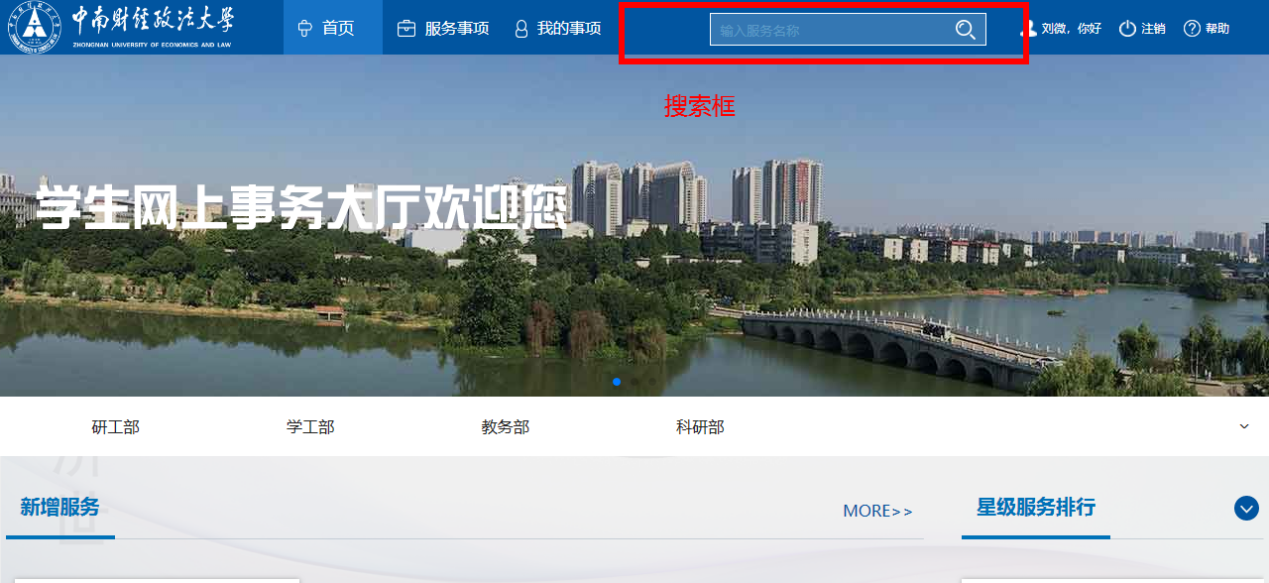 中南财经政法大学
ZHONGNAN UNIVERSITY OF ECONOMICS AND LAW
首页
服务事项
我的事项
输入服务名称
刘微，你好
注销
帮助
搜索框
学生网上事务大厅欢迎您
研工部
学工部
教务部
科研部
济世
新增服务
MORE>>
星级服务排行